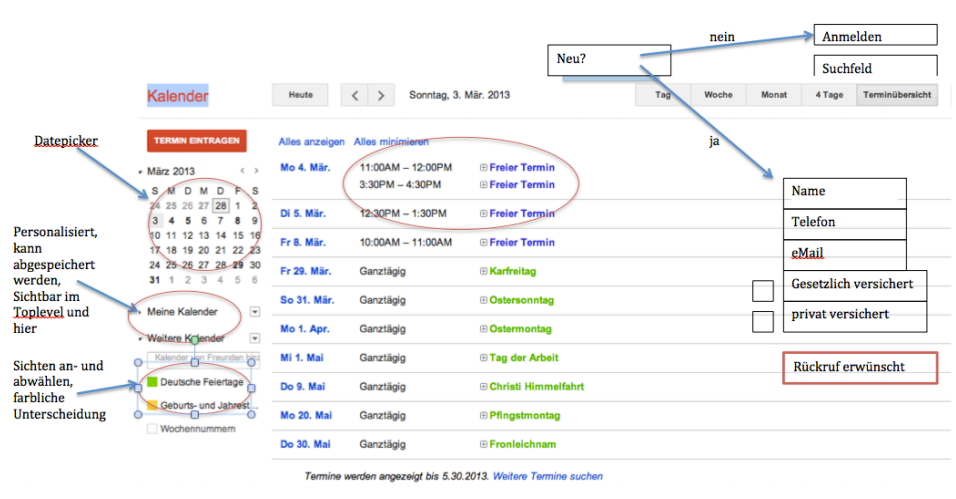 nein
Anmelden
Neu?
Suchfeld
Kalender
Heute
Sonntag, 3. Mär. 2013
Tag Woche Monat 4 Tage Terminübersicht
Datepicker
TERMIN EINTRAGEN
Alles anzeigen Alles minimieren
ja
März 2013
S M D M D F S
24 25 26 27 28 1 2
3 4 5 6 7 8 9
10 11 12 13 14 15 16
17 18 19 20 21 22 23
24 25 26 27 28 29 30
31 1 2 3 4 5 6
Mo 4. Mär. 11:00AM – 12:00PM Freier Termin
3:30PM – 4:30PM Freier Termin
Di 5. Mär. 12:30PM – 1:30PM Freier Termin
Fr 8. Mär. 10:00AM – 11:00AM Freier Termin
Fr 29. Mär. Ganztägig Karfreitag
So 31. Mär. Ganztägig Ostersonntag
Mo 1. Apr. Ganztägig Ostermontag
Mi 1. Mai Ganztägig Tag der Arbeit
Do 9. Mai Ganztägig Christi Himmelfahrt
Mo 20. Mai Ganztägig Pfingstmontag
Do 30. Mai Ganztägig Fronleichnam
Termine werden angezeigt bis 5.30.2013. Weitere Termine suchen
Personalisiert,
kann
abgespeichert
werden,
Sichtbar im
Toplevel und
hier
Meine Kalender
Weitere Kalender
Kalender von Freunden
Sichten an- und
abwählen,
farbliche
Unterscheidung
Deutsche Feiertage
Geburts- und Jahrest...
Wochennummern
Name
Telefon
eMail
Gesetzlich versichert
privat versichert
Rückruf erwünscht